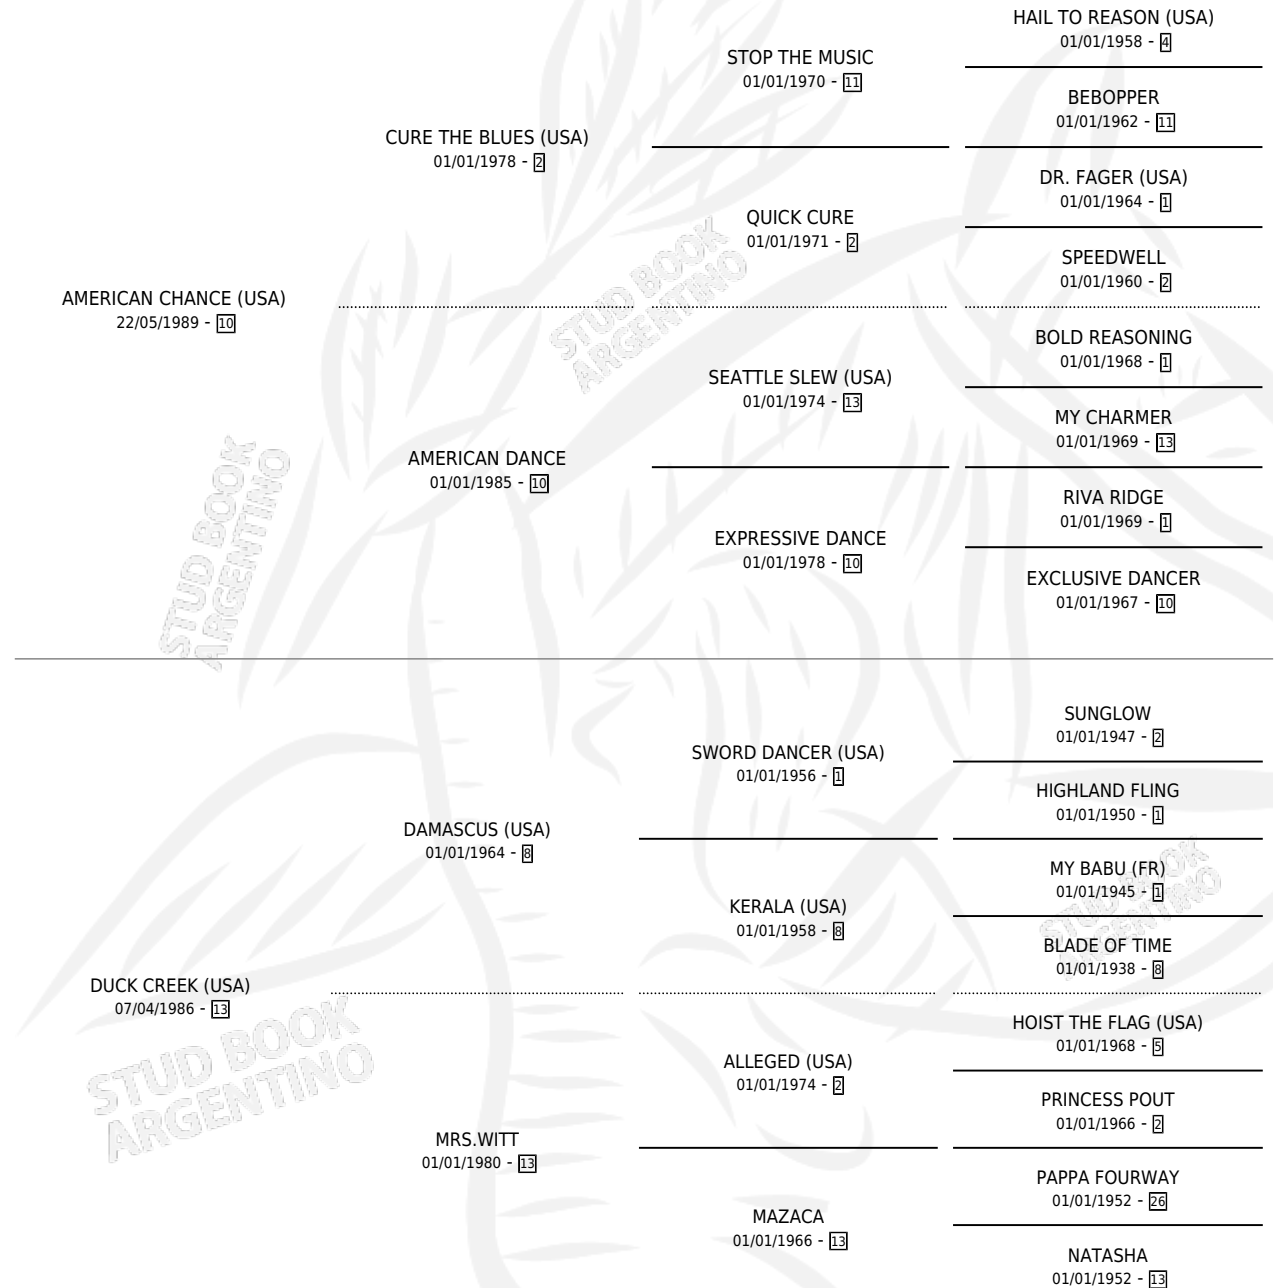 HAIL TO REASON (USA)
01/01/1958 - 4
STOP THE MUSIC
01/01/1970 - 11
BEBOPPER
01/01/1962 - 11
CURE THE BLUES (USA)
01/01/1978 - 2
DR. FAGER (USA)
01/01/1964 - 1
QUICK CURE
01/01/1971 - 2
SPEEDWELL
01/01/1960 - 2
AMERICAN CHANCE (USA)
22/05/1989 - 10
STUD BOOK
ARGENTINO
BOLD REASONING
01/01/1968 - 1
SEATTLE SLEW (USA)
01/01/1974 - 13
MY CHARMER
01/01/1969 - 13
AMERICAN DANCE
01/01/1985 - 10
RIVA RIDGE
01/01/1969 - 1
EXPRESSIVE DANCE
01/01/1978 - 10
EXCLUSIVE DANCER
01/01/1967 - 10
STUD BOOK
ARGENTINO
SUNGLOW
01/01/1947 - 2
SWORD DANCER (USA)
01/01/1956 - 1
HIGHLAND FLING
01/01/1950 - 1
DAMASCUS (USA)
01/01/1964 - 8
MY BABU (FR)
01/01/1945 - 1
KERALA (USA)
01/01/1958 - 8
STUD BOOK
ARGENTINO
BLADE OF TIME
01/01/1938 - 8
DUCK CREEK (USA)
07/04/1986 - 13
HOIST THE FLAG (USA)
01/01/1968 - 5
ALLEGED (USA)
01/01/1974 - 2
PRINCESS POUT
01/01/1966 - 2
STUD BOOK
ARGENTINO
MRS.WITT
01/01/1980 - 13
PAPPA FOURWAY
01/01/1952 - 26
MAZACA
01/01/1966 - 13
NATASHA
01/01/1952 - 13